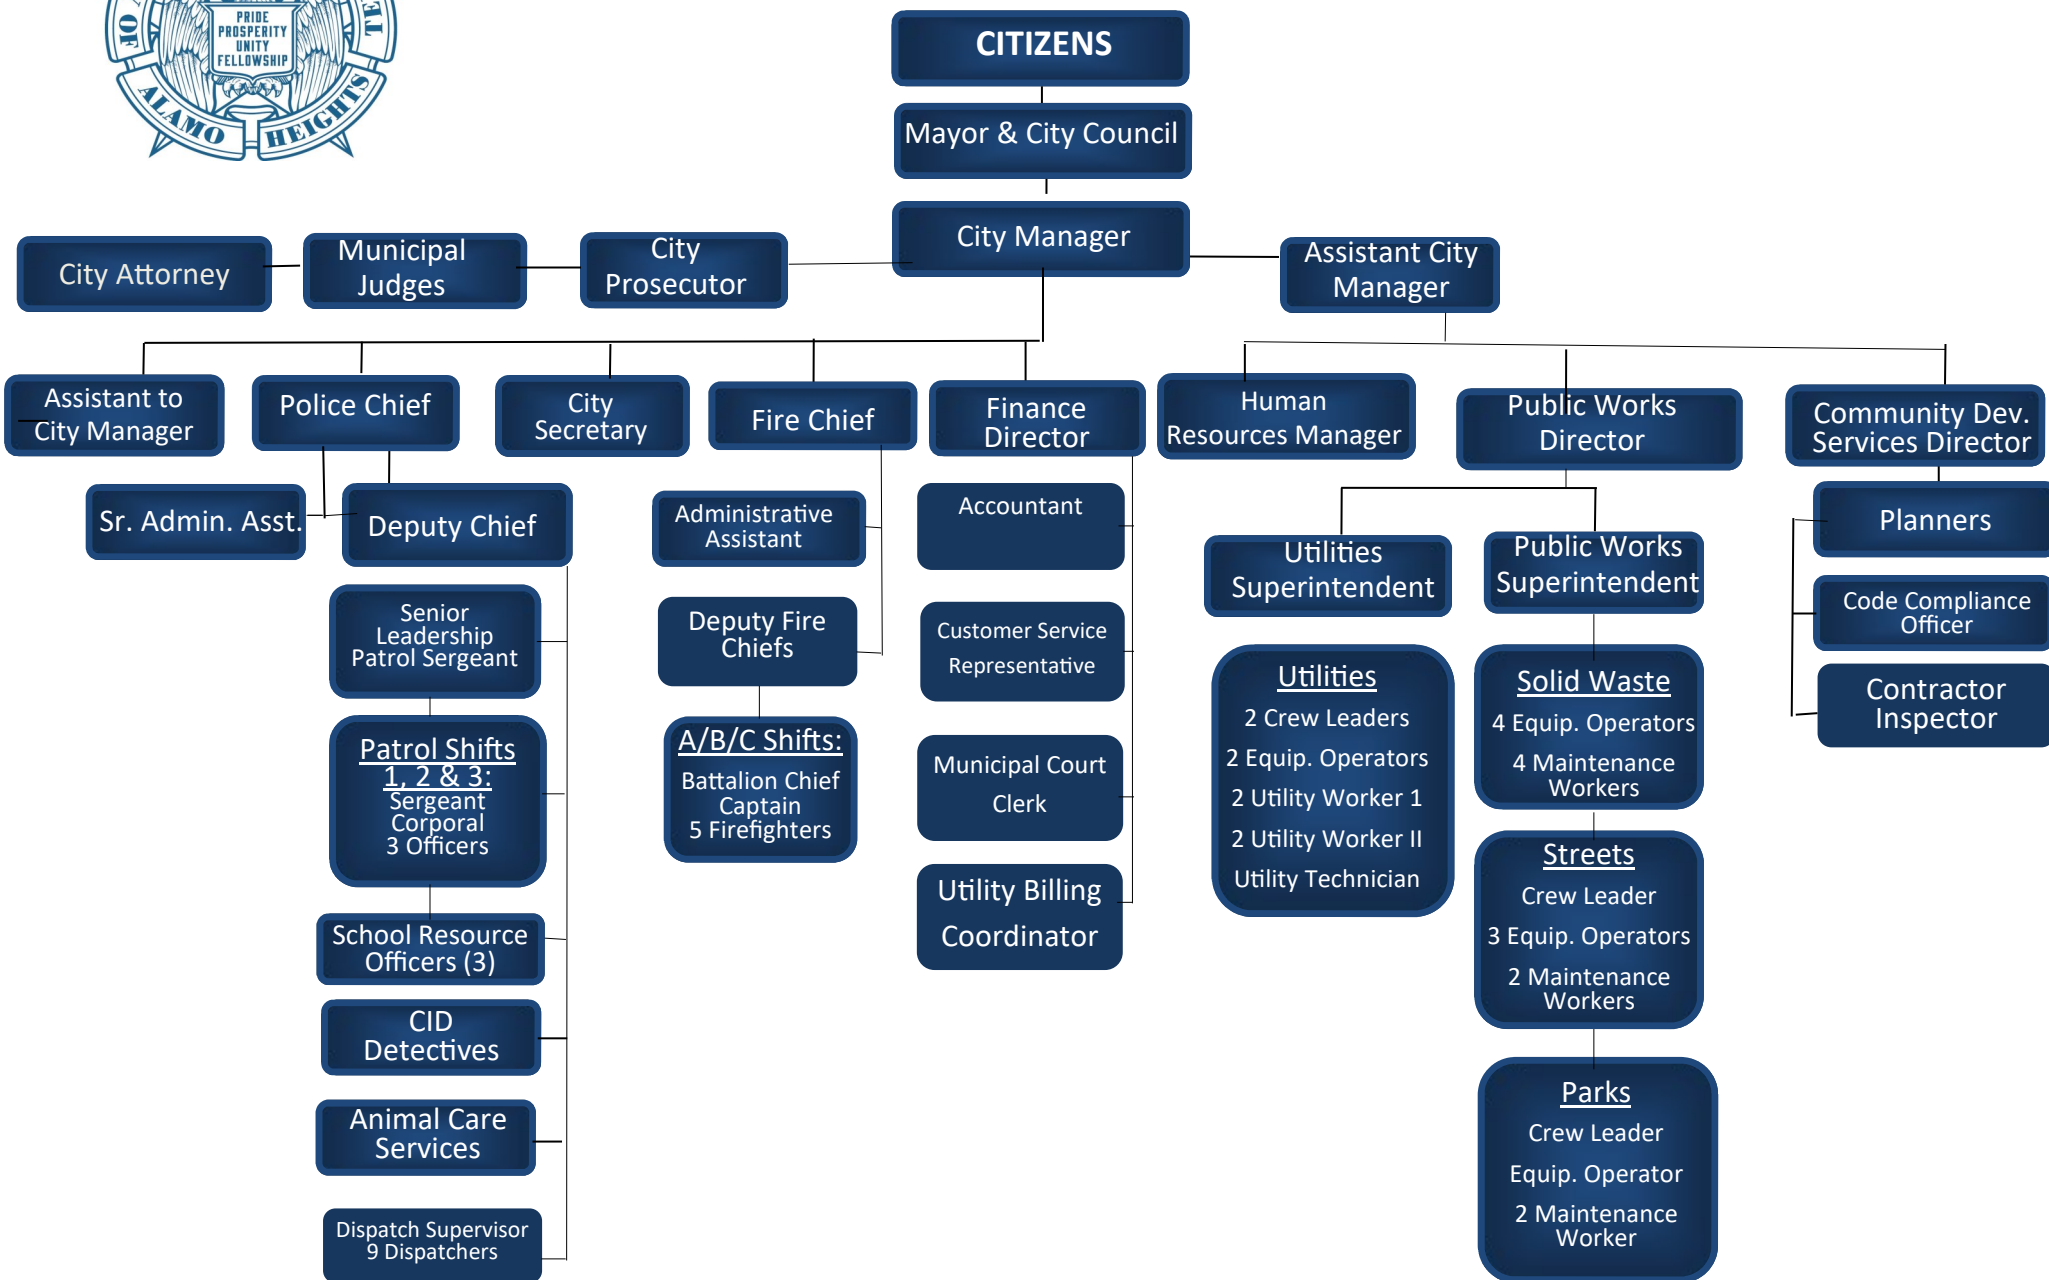 PRIDE
PROSPERITY
UNITY
FELLOWSHIP
OF
ALAMO
HEIGHTS
CITIZENS
Mayor & City Council
City Manager
City Attorney
Municipal
Judges
City
Prosecutor
Assistant City
Manager
Assistant to
City Manager
Police Chief
City
Secretary
Fire Chief
Finance
Director
Human
Resources Manager
Public Works
Director
Community Dev.
Services Director
Sr. Admin. Asst.
Deputy Chief
Senior
Leadership
Patrol Sergeant
Patrol Shifts
1, 2 & 3:
Sergeant
Corporal
3 Officers
School Resource
Officers (3)
CID
Detectives
Animal Care
Services
Dispatch Supervisor
9 Dispatchers
Administrative
Assistant
Deputy Fire
Chiefs
A/B/C Shifts:
Battalion Chief
Captain
5 Firefighters
Accountant
Customer Service
Representative
Municipal Court
Clerk
Utility Billing
Coordinator
Utilities
Superintendent
Utilities
2 Crew Leaders
2 Equip. Operators
2 Utility Worker 1
2 Utility Worker II
Utility Technician
Public Works
Superintendent
Solid Waste
4 Equip. Operators
4 Maintenance
Workers
Streets
Crew Leader
3 Equip. Operators
2 Maintenance
Workers
Parks
Crew Leader
Equip. Operator
2 Maintenance
Worker
Planners
Code Compliance
Officer
Contractor
Inspector